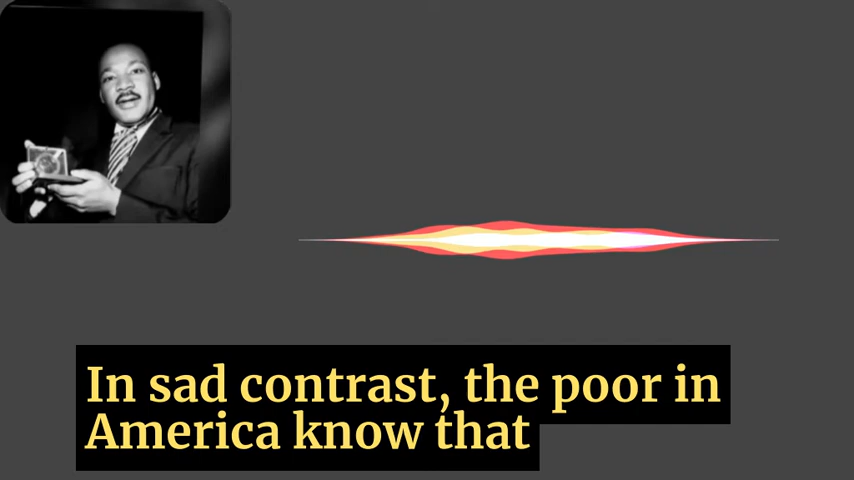 In sad contrast, the poor in
America know that